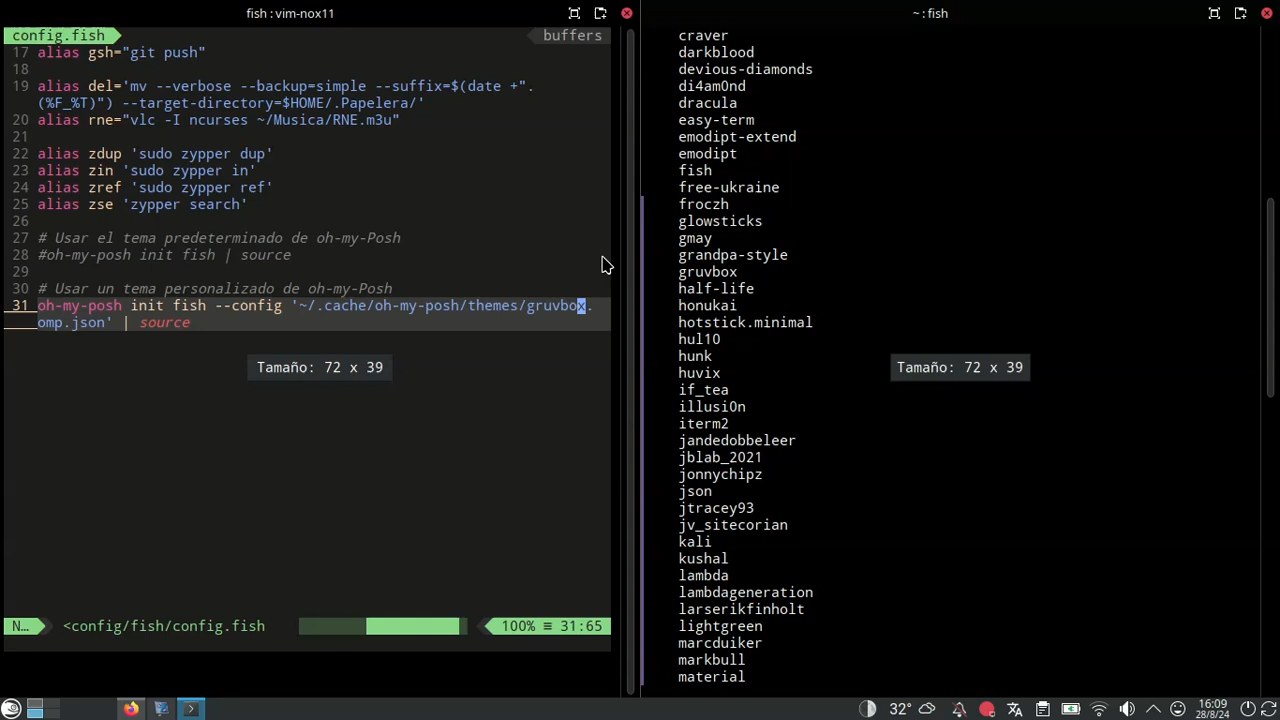 fish : vim-nox11
config.fish
buffers
17 alias gsh="git push"
18
19 alias del='mv --verbose --backup=simple --suffix=$(date +".
(%F_%T)") --target-directory=$HOME/.Papelera/'
20 alias rne="vlc -I ncurses ~/Musica/RNE.m3u"
21
22 alias zdup 'sudo zypper dup'
23 alias zin 'sudo zypper in'
24 alias zref 'sudo zypper ref'
25 alias zse 'zypper search'
26
27 # Usar el tema predeterminado de oh-my-Posh
28 #oh-my-posh init fish | source
29
30 # Usar un tema personalizado de oh-my-Posh
31 oh-my-posh init fish --config '~/.cache/oh-my-posh/themes/gruvbox.
omp.json' | source
Tamaño: 72 x 39
N… <config/fish/config.fish 100% ≡ 31:65
~ : fish
craver
darkblood
devious-diamonds
di4am0nd
dracula
easy-term
emodipt-extend
emodipt
fish
free-ukraine
froczh
glowsticks
gmay
grandpa-style
gruvbox
half-life
honukai
hotstick.minimal
hul10
hunk
huvix
if_tea
illusi0n
iterm2
jandedobbeleer
jblab_2021
jonnychipz
json
jtracey93
jv_sitecorian
kali
kushal
lambda
lambdageneration
larserikfinholt
lightgreen
marcduiker
markbull
material
Tamaño: 72 x 39
32°
16:09
28/8/24